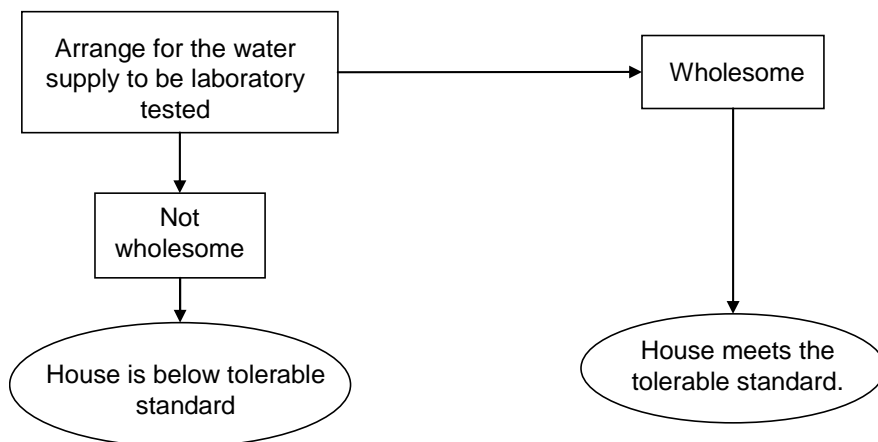 Arrange for the water
supply to be laboratory
tested
Wholesome
Not
wholesome
House is below tolerable
standard
House meets the
tolerable standard.